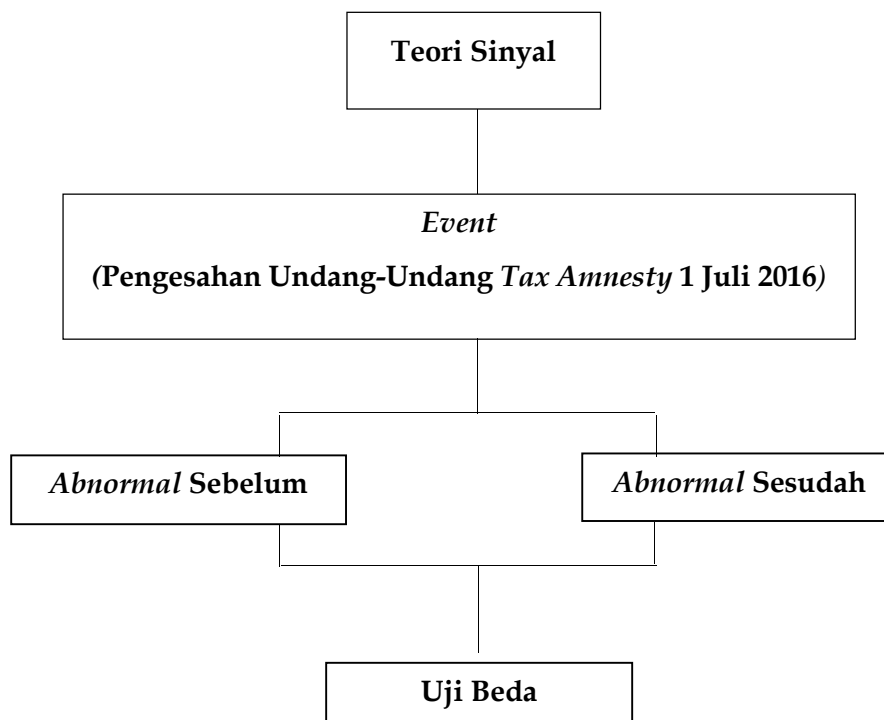 Teori Sinyal
Event
(Pengesahan Undang-Undang Tax Amnesty 1 Juli 2016)
Abnormal Sebelum
Abnormal Sesudah
Uji Beda